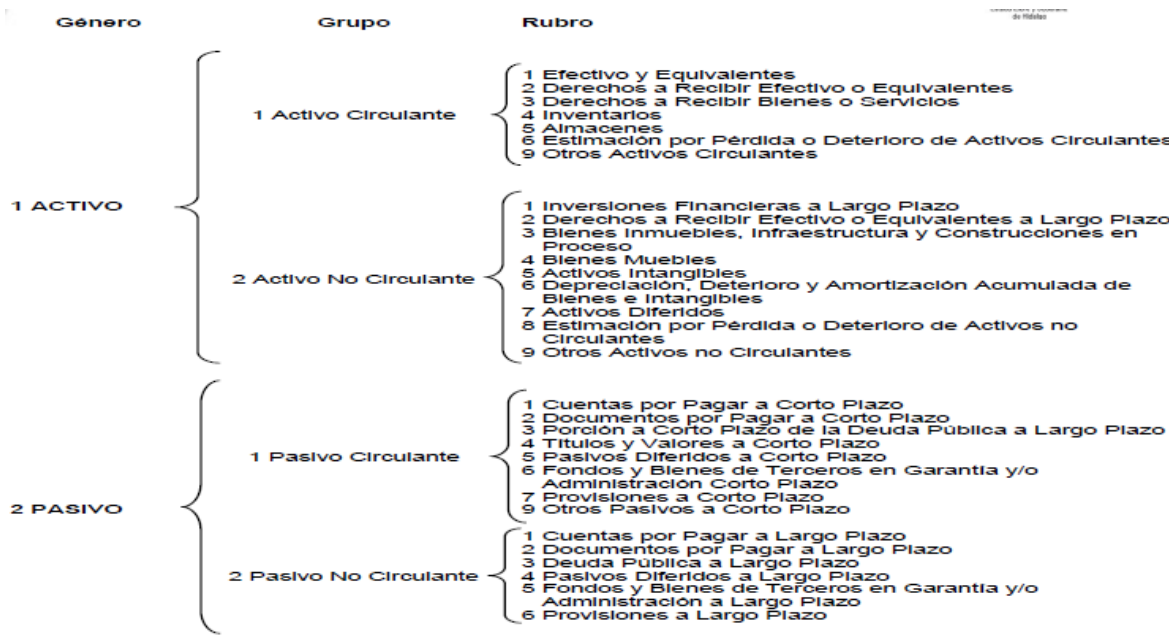 Género Grupo Rubro
de Hidalgo
1 ACTIVO
1 Activo Circulante
1 Efectivo y Equivalentes
2 Derechos a Recibir Efectivo o Equivalentes
3 Derechos a Recibir Bienes o Servicios
4 Inventarios
5 Almacenes
6 Estimación por Pérdida o Deterioro de Activos Circulantes
9 Otros Activos Circulantes
2 Activo No Circulante
1 Inversiones Financieras a Largo Plazo
2 Derechos a Recibir Efectivo o Equivalentes a Largo Plazo
3 Bienes Inmuebles, Infraestructura y Construcciones en
Proceso
4 Bienes Muebles
5 Activos Intangibles
6 Depreciación, Deterioro y Amortización Acumulada de
Bienes e Intangibles
7 Activos Diferidos
8 Estimación por Pérdida o Deterioro de Activos no
Circulantes
9 Otros Activos no Circulantes
2 PASIVO
1 Pasivo Circulante
1 Cuentas por Pagar a Corto Plazo
2 Documentos por Pagar a Corto Plazo
3 Porción a Corto Plazo de la Deuda Pública a Largo Plazo
4 Títulos y Valores a Corto Plazo
5 Pasivos Diferidos a Corto Plazo
6 Fondos y Bienes de Terceros en Garantía y/o
Administración Corto Plazo
7 Provisiones a Corto Plazo
9 Otros Pasivos a Corto Plazo
2 Pasivo No Circulante
1 Cuentas por Pagar a Largo Plazo
2 Documentos por Pagar a Largo Plazo
3 Deuda Pública a Largo Plazo
4 Pasivos Diferidos a Largo Plazo
5 Fondos y Bienes de Terceros en Garantía y/o
Administración a Largo Plazo
6 Provisiones a Largo Plazo